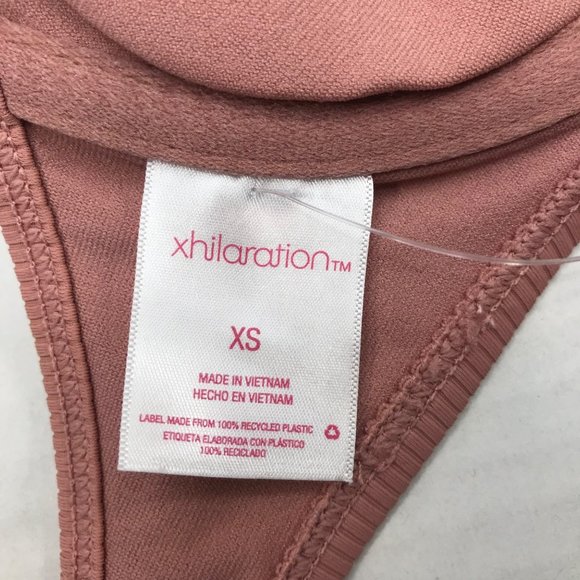 xhilaration™
XS
MADE IN VIETNAM
HECHO EN VIETNAM
LABEL MADE FROM 100% RECYCLED PLASTIC
ETIQUETA ELABORADA CON PLÁSTICO
100% RECICLADO